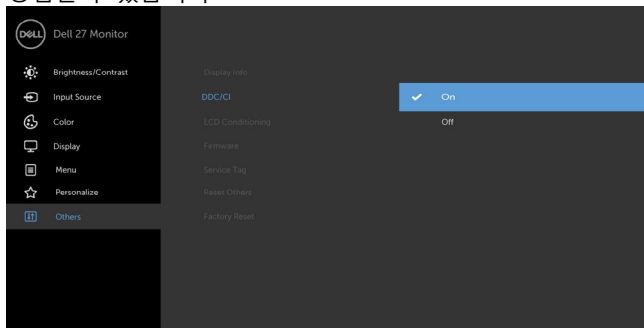 DELL Dell 27 Monitor
Brightness/Contrast
Input Source
Color
Display
Menu
Personalize
Others
Display Info
DDC/CI
LCD Conditioning
Firmware
Service Tag
Reset Others
Factory Reset
On
Off